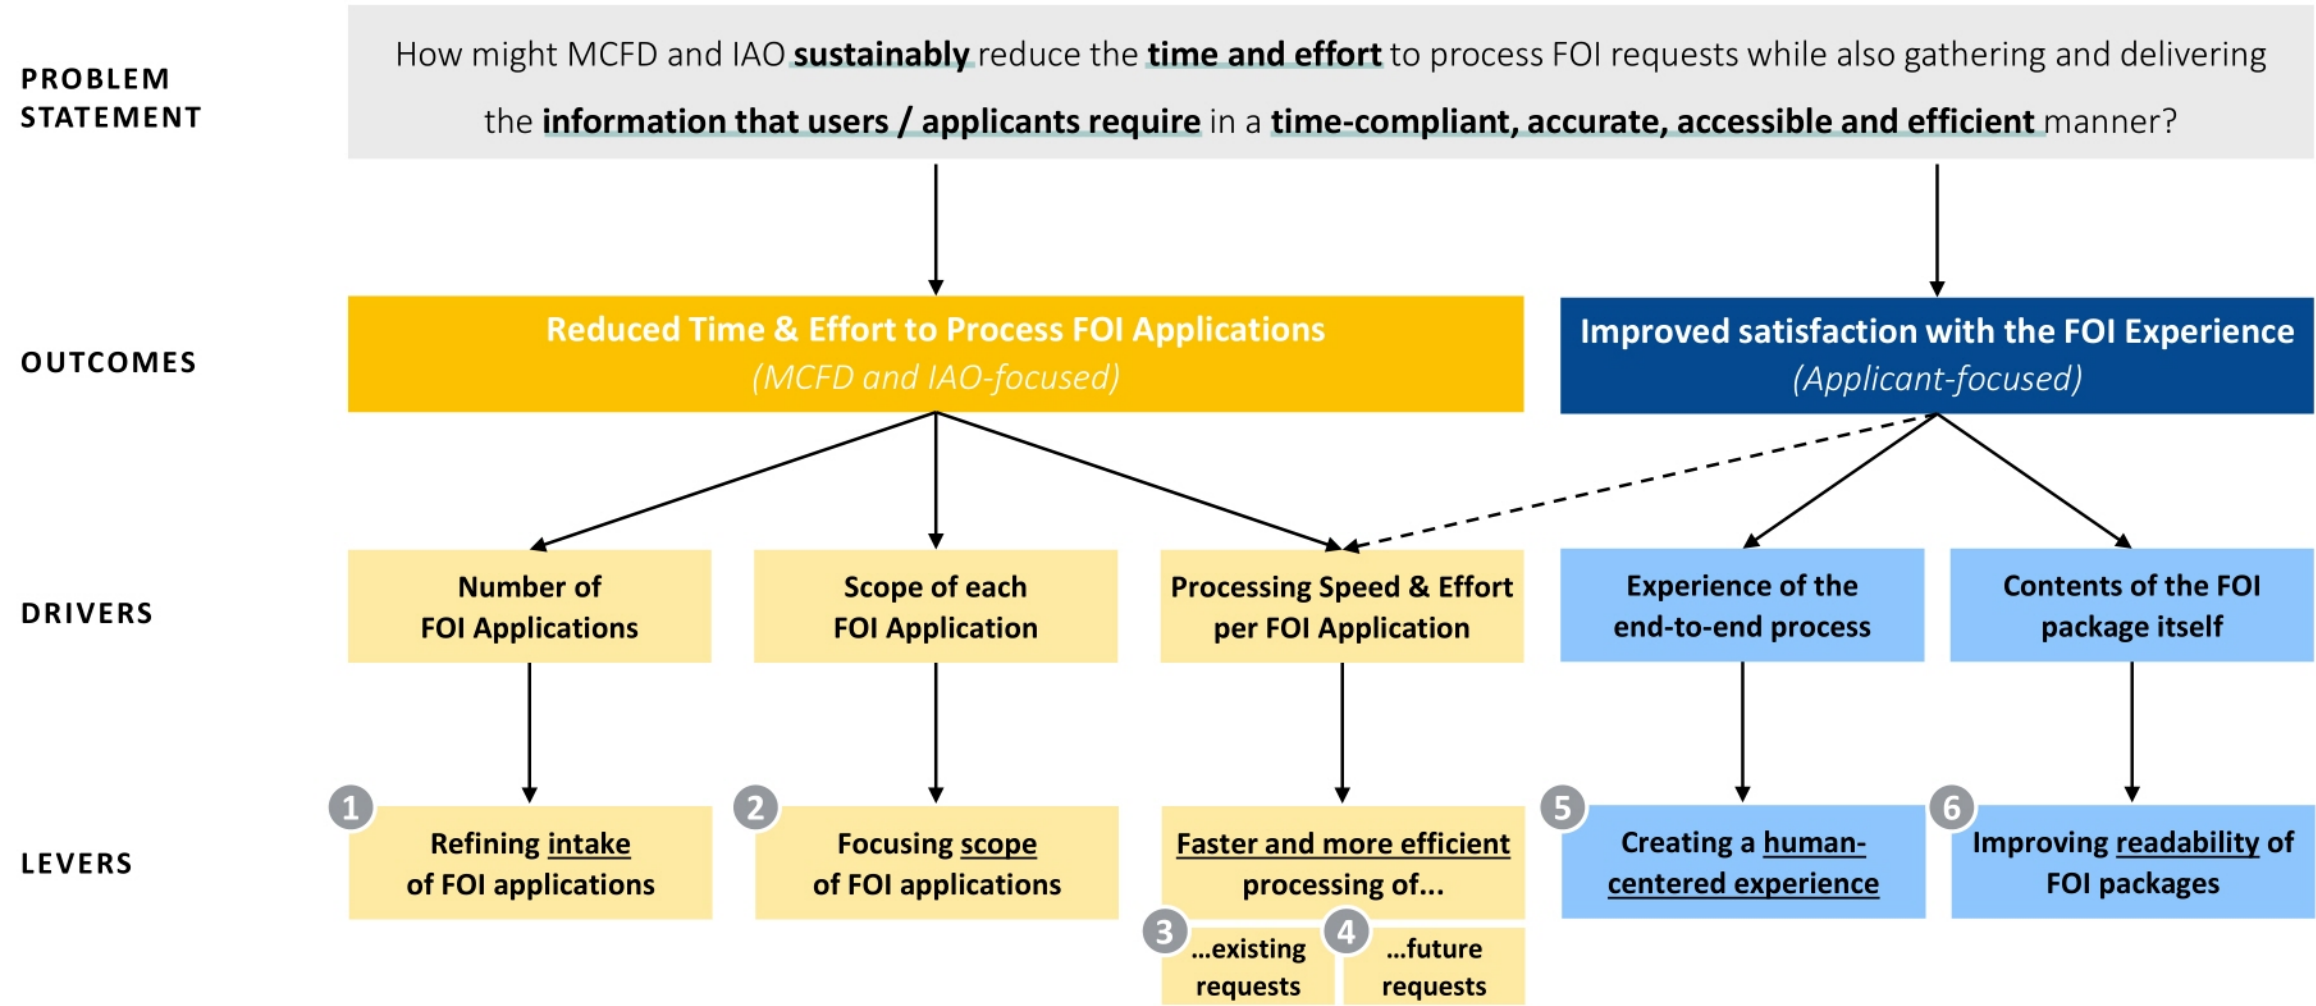 PROBLEM
STATEMENT
How might MCFD and IAO sustainably reduce the time and effort to process FOI requests while also gathering and delivering
the information that users / applicants require in a time-compliant, accurate, accessible and efficient manner?
OUTCOMES
Reduced Time & Effort to Process FOI Applications
(MCFD and IAO-focused)
Improved satisfaction with the FOI Experience
(Applicant-focused)
DRIVERS
Number of
FOI Applications
Scope of each
FOI Application
Processing Speed & Effort
per FOI Application
Experience of the
end-to-end process
Contents of the FOI
package itself
LEVERS
1
Refining intake
of FOI applications
2
Focusing scope
of FOI applications
Faster and more efficient
processing of...
3
...existing
requests
4
...future
requests
5
Creating a human-
centered experience
6
Improving readability of
FOI packages